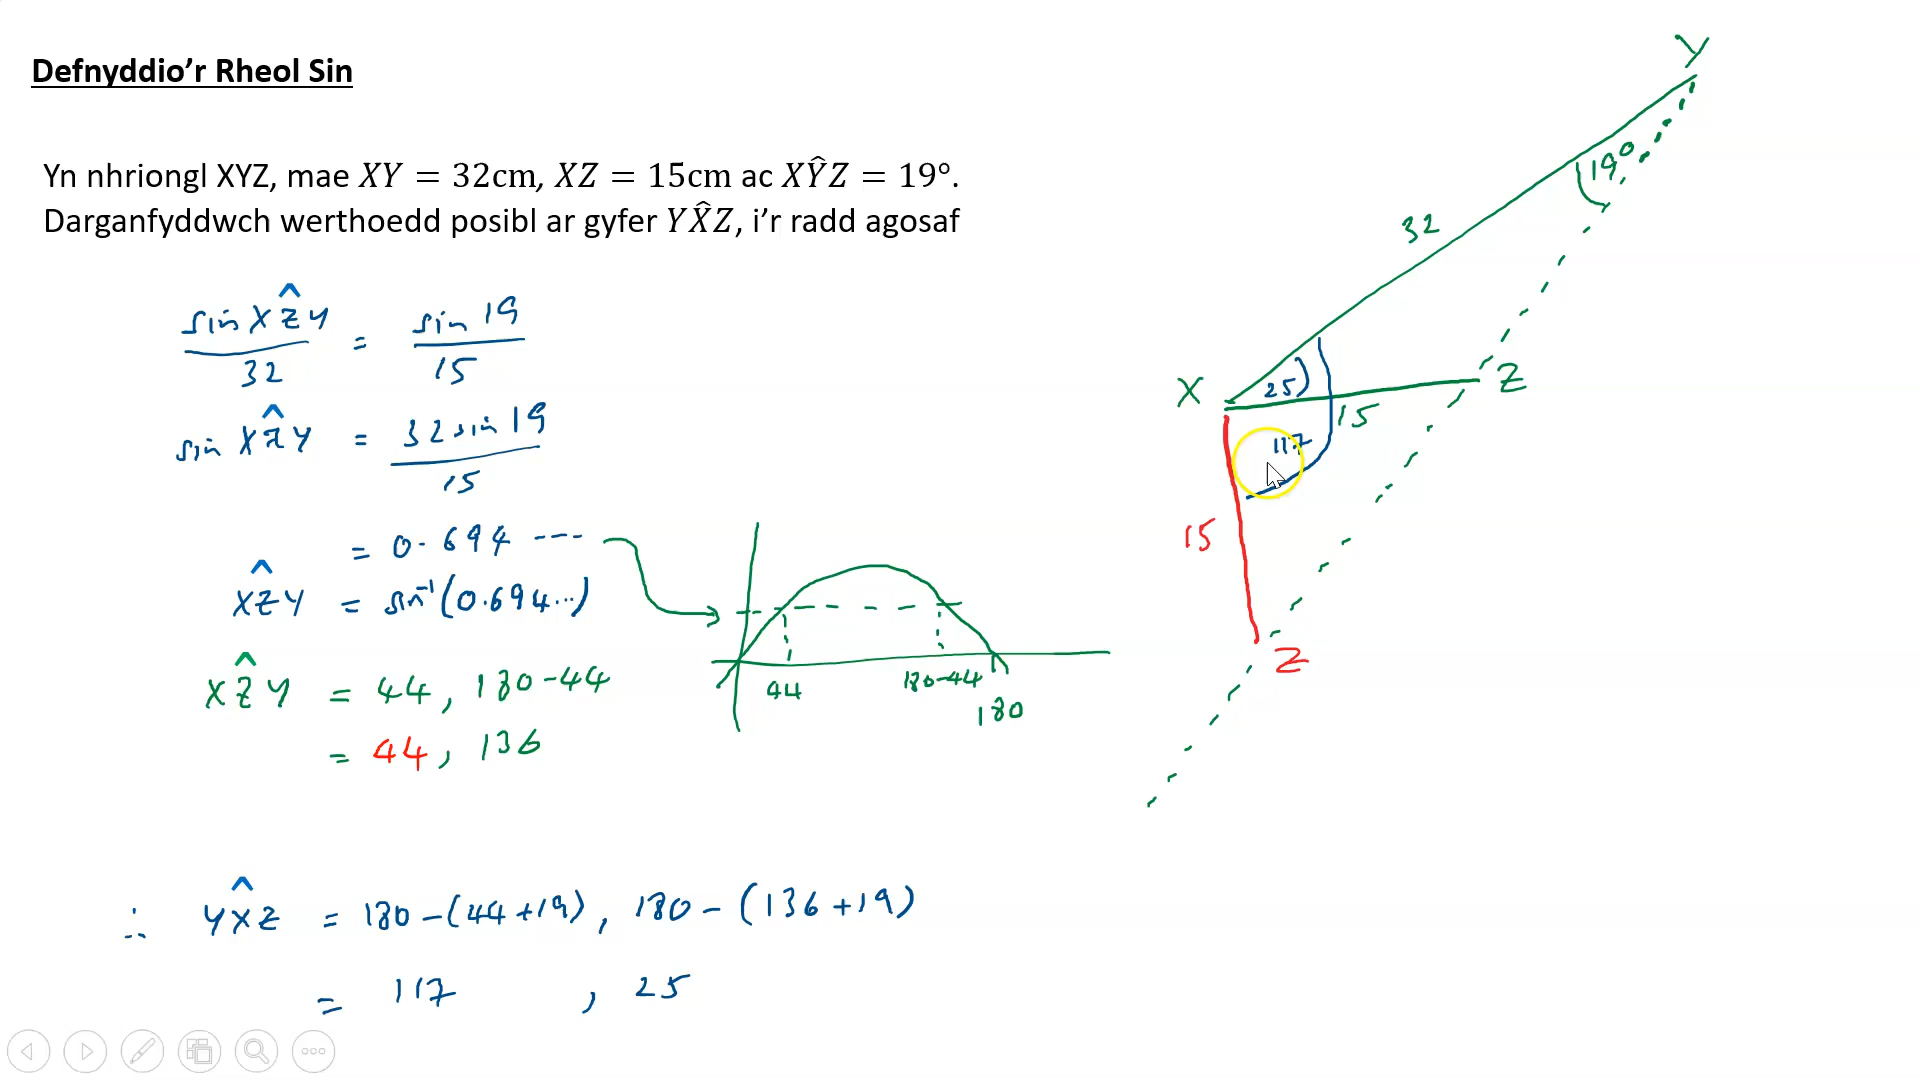 Defnyddio’r Rheol Sin
Yn nhriongl XYZ, mae XY = 32cm, XZ = 15cm ac XŶZ = 19°.
Darganfyddwch werthoedd posibl ar gyfer YX̂Z, i’r radd agosaf
sin XẐY / 32 = sin 19 / 15
sin XẐY = 32 sin 19 / 15
= 0.694 ----
XẐY = sin⁻¹(0.694...)
XẐY = 44, 180-44
= 44, 136
∴ YX̂Z = 180-(44+19), 180-(136+19)
= 117, 25
44
180-44
180
Y
19°
32
X
25
Z
15
117
15
Z